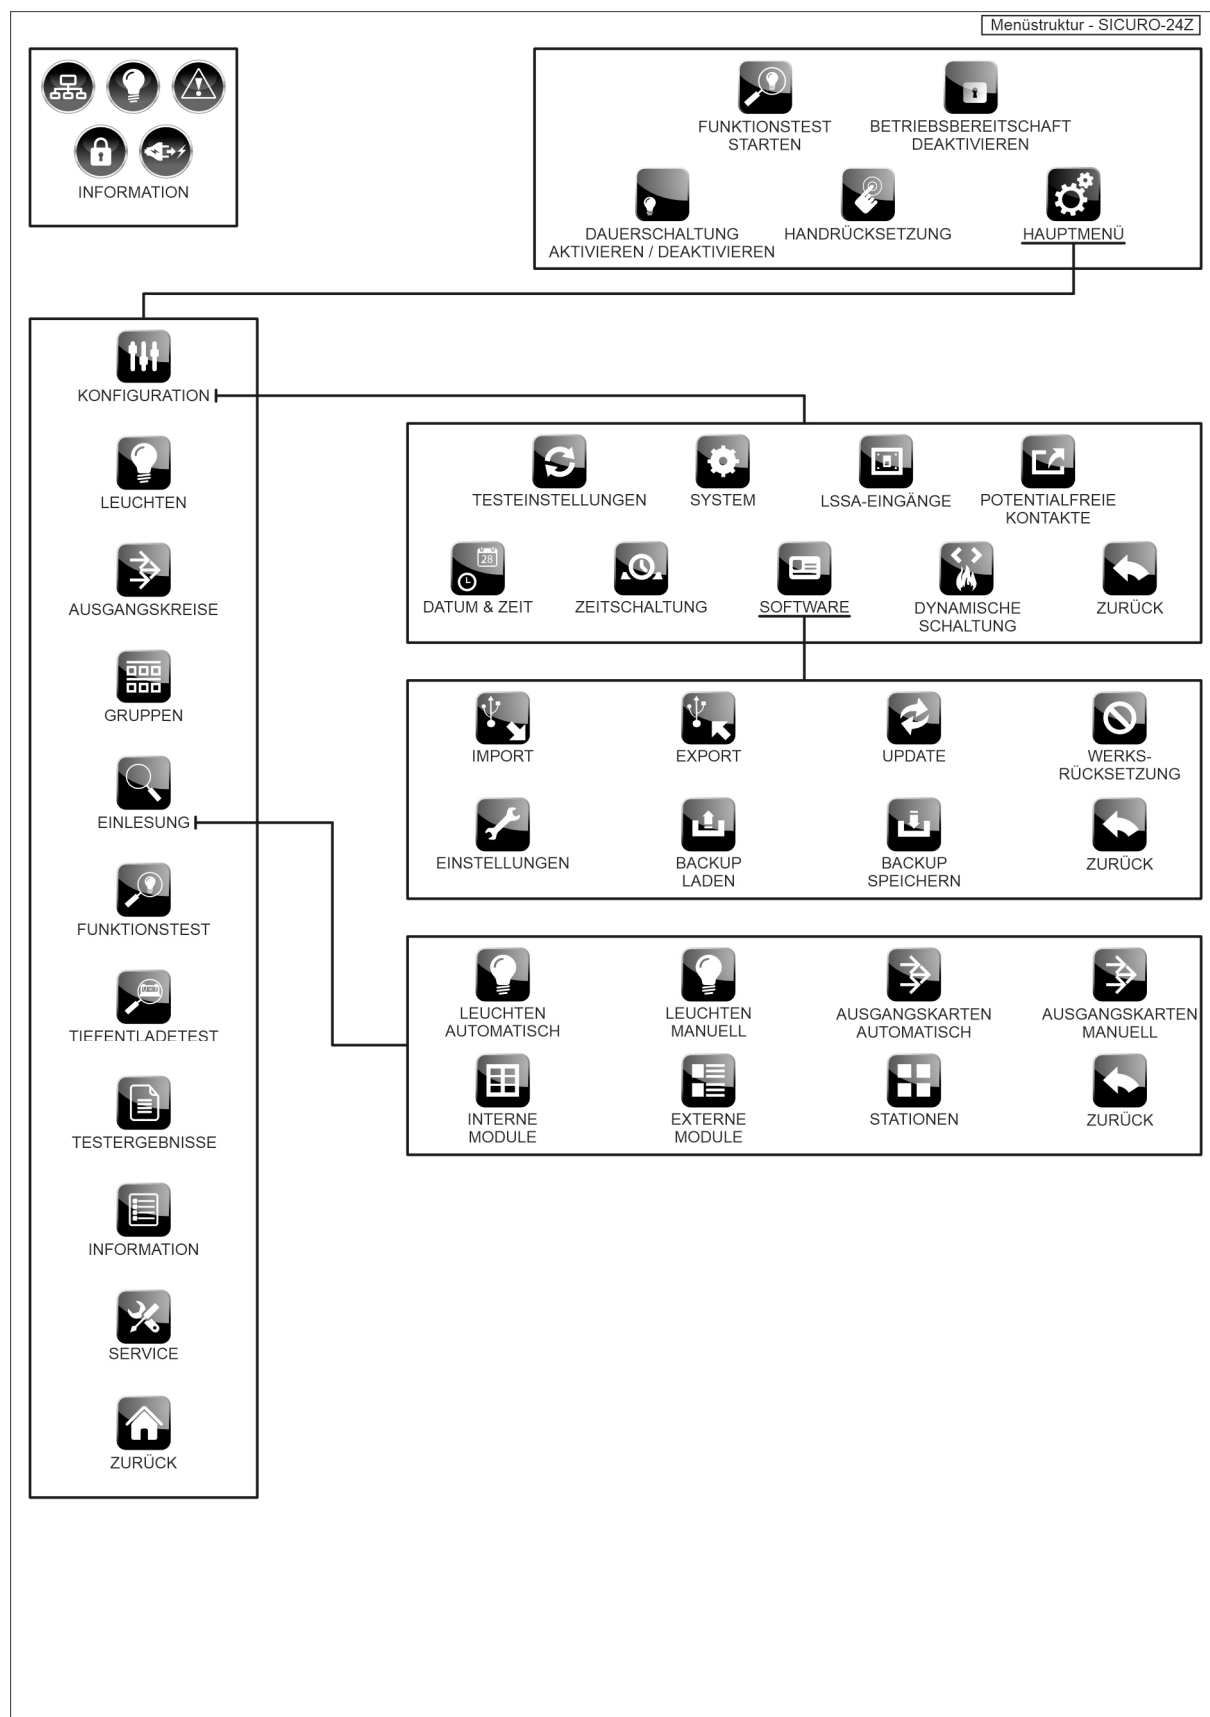 Menüstruktur - SICURO-24Z
INFORMATION
FUNKTIONSTEST
STARTEN
BETRIEBSBEREITSCHAFT
DEAKTIVIEREN
DAUERSCHALTUNG
AKTIVIEREN / DEAKTIVIEREN
HANDRÜCKSETZUNG
HAUPTMENÜ
KONFIGURATION
LEUCHTEN
AUSGANGSKREISE
GRUPPEN
EINLESUNG
FUNKTIONSTEST
TIEFENTLADETEST
TESTERGEBNISSE
INFORMATION
SERVICE
ZURÜCK
TESTEINSTELLUNGEN
SYSTEM
LSSA-EINGÄNGE
POTENTIALFREIE
KONTAKTE
28
DATUM & ZEIT
ZEITSCHALTUNG
SOFTWARE
DYNAMISCHE
SCHALTUNG
ZURÜCK
IMPORT
EXPORT
UPDATE
WERKS-
RÜCKSETZUNG
EINSTELLUNGEN
BACKUP
LADEN
BACKUP
SPEICHERN
ZURÜCK
LEUCHTEN
AUTOMATISCH
LEUCHTEN
MANUELL
AUSGANGSKARTEN
AUTOMATISCH
AUSGANGSKARTEN
MANUELL
INTERNE
MODULE
EXTERNE
MODULE
STATIONEN
ZURÜCK